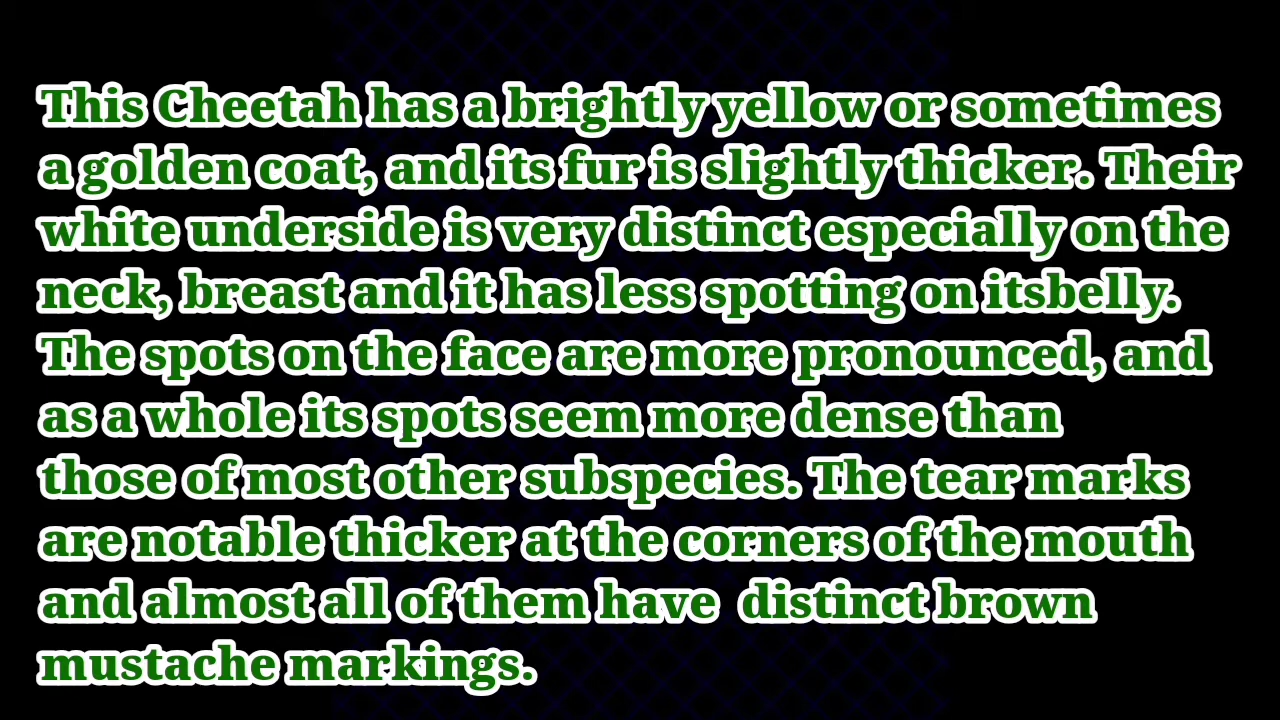 This Cheetah has a brightly yellow or sometimes
a golden coat, and its fur is slightly thicker. Their
white underside is very distinct especially on the
neck, breast and it has less spotting on itsbelly.
The spots on the face are more pronounced, and
as a whole its spots seem more dense than
those of most other subspecies. The tear marks
are notable thicker at the corners of the mouth
and almost all of them have  distinct brown
mustache markings.